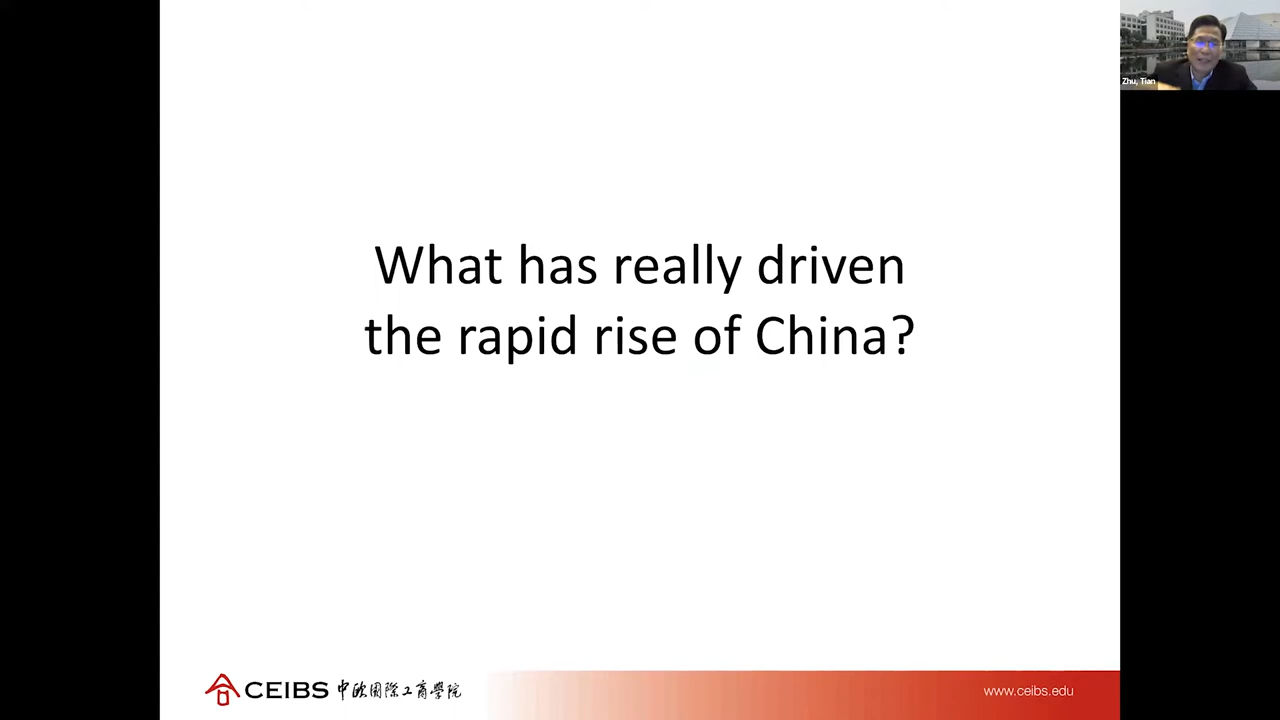 Zhu, Tian
What has really driven
the rapid rise of China?
CEIBS 中欧国际工商学院
www.ceibs.edu